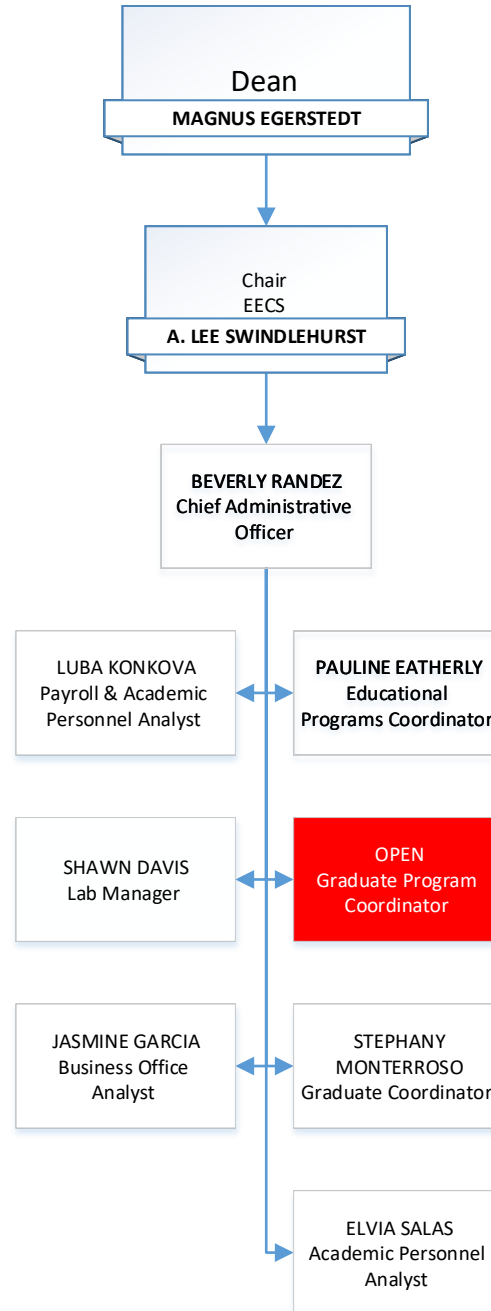 Dean
MAGNUS EGERSTEDT
Chair
EECS
A. LEE SWINDLEHURST
BEVERLY RANDEZ
Chief Administrative
Officer
LUBA KONKOVA
Payroll & Academic
Personnel Analyst
PAULINE EATHERLY
Educational
Programs Coordinator
SHAWN DAVIS
Lab Manager
OPEN
Graduate Program
Coordinator
JASMINE GARCIA
Business Office
Analyst
STEPHANY
MONTERROSO
Graduate Coordinator
ELVIA SALAS
Academic Personnel
Analyst